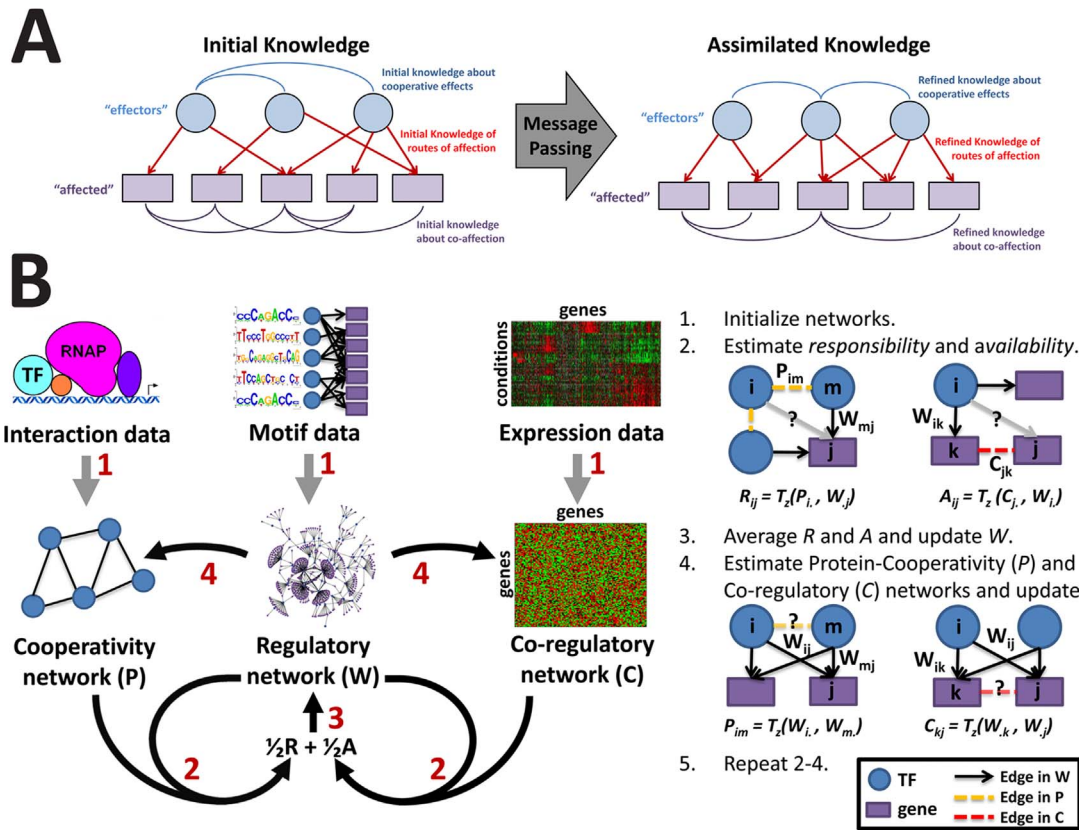 A
Initial Knowledge
Assimilated Knowledge
Initial knowledge about
cooperative effects
"effectors"
Initial Knowledge of
routes of affection
"affected"
Initial knowledge
about co-affection
Message
Passing
Refined knowledge about
cooperative effects
"effectors"
Refined Knowledge of
routes of affection
"affected"
Refined knowledge
about co-affection
B
TF
RNAP
Interaction data
Motif data
genes
conditions
Expression data
1
1
1
genes
genes
4
4
Cooperativity
network (P)
Regulatory
network (W)
Co-regulatory
network (C)
3
½R + ½A
2
2
1. Initialize networks.
2. Estimate responsibility and availability.
i
P_im
m
?
W_mj
j
i
W_ik
?
k
C_jk
j
R_ij = T_z(P_i. , W_.j)
A_ij = T_z (C_j. , W_i.)
3. Average R and A and update W.
4. Estimate Protein-Cooperativity (P) and
Co-regulatory (C) networks and update
i
?
m
W_ij
W_mj
j
i
W_ij
W_ik
k
?
j
P_im = T_z(W_i. , W_m.)
C_kj = T_z(W_.k , W_.j)
5. Repeat 2-4.
TF
gene
Edge in W
Edge in P
Edge in C